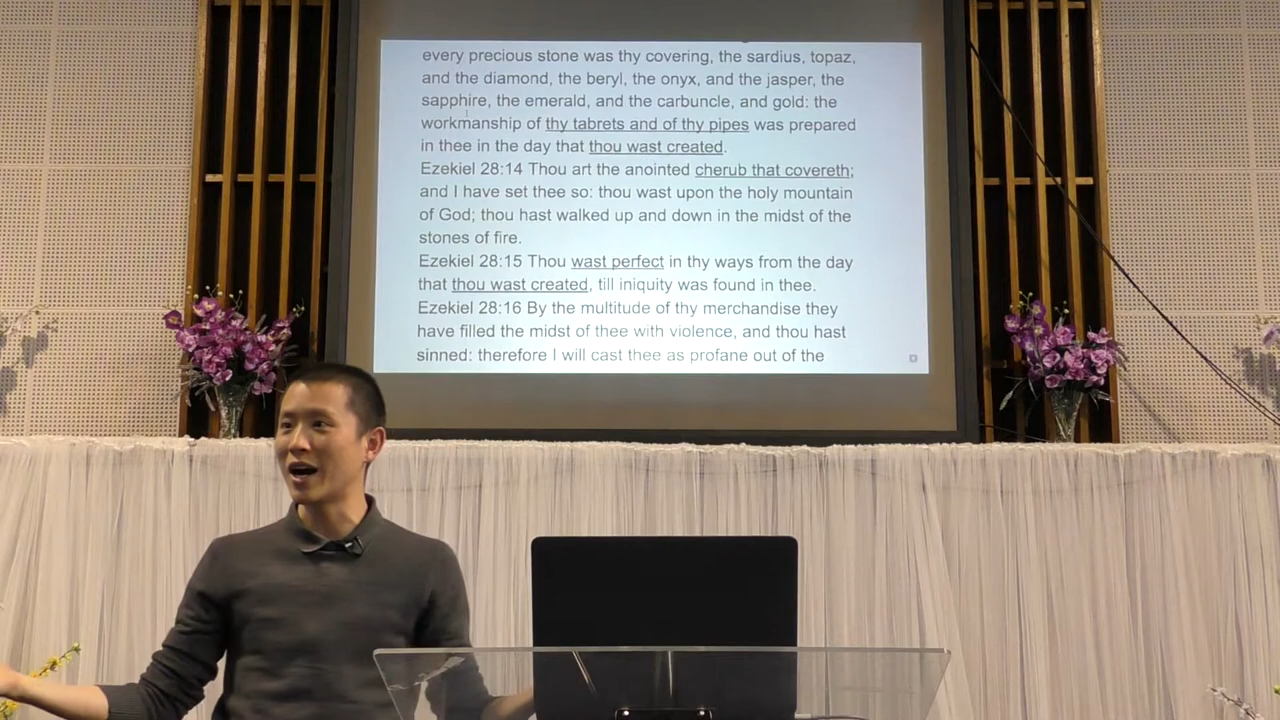 every precious stone was thy covering, the sardius, topaz,
and the diamond, the beryl, the onyx, and the jasper, the
sapphire, the emerald, and the carbuncle, and gold: the
workmanship of thy tabrets and of thy pipes was prepared
in thee in the day that thou wast created.
Ezekiel 28:14 Thou art the anointed cherub that covereth;
and I have set thee so: thou wast upon the holy mountain
of God; thou hast walked up and down in the midst of the
stones of fire.
Ezekiel 28:15 Thou wast perfect in thy ways from the day
that thou wast created, till iniquity was found in thee.
Ezekiel 28:16 By the multitude of thy merchandise they
have filled the midst of thee with violence, and thou hast
sinned: therefore I will cast thee as profane out of the